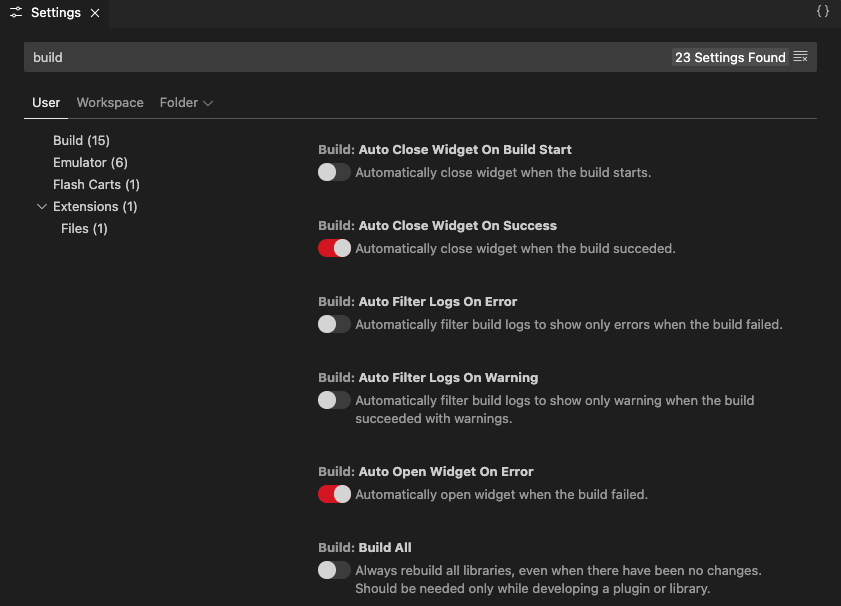 Settings
{}
build
23 Settings Found
User Workspace Folder
Build (15)
Emulator (6)
Flash Carts (1)
Extensions (1)
Files (1)
Build: Auto Close Widget On Build Start
Automatically close widget when the build starts.
Build: Auto Close Widget On Success
Automatically close widget when the build succeded.
Build: Auto Filter Logs On Error
Automatically filter build logs to show only errors when the build failed.
Build: Auto Filter Logs On Warning
Automatically filter build logs to show only warning when the build
succeeded with warnings.
Build: Auto Open Widget On Error
Automatically open widget when the build failed.
Build: Build All
Always rebuild all libraries, even when there have been no changes.
Should be needed only while developing a plugin or library.